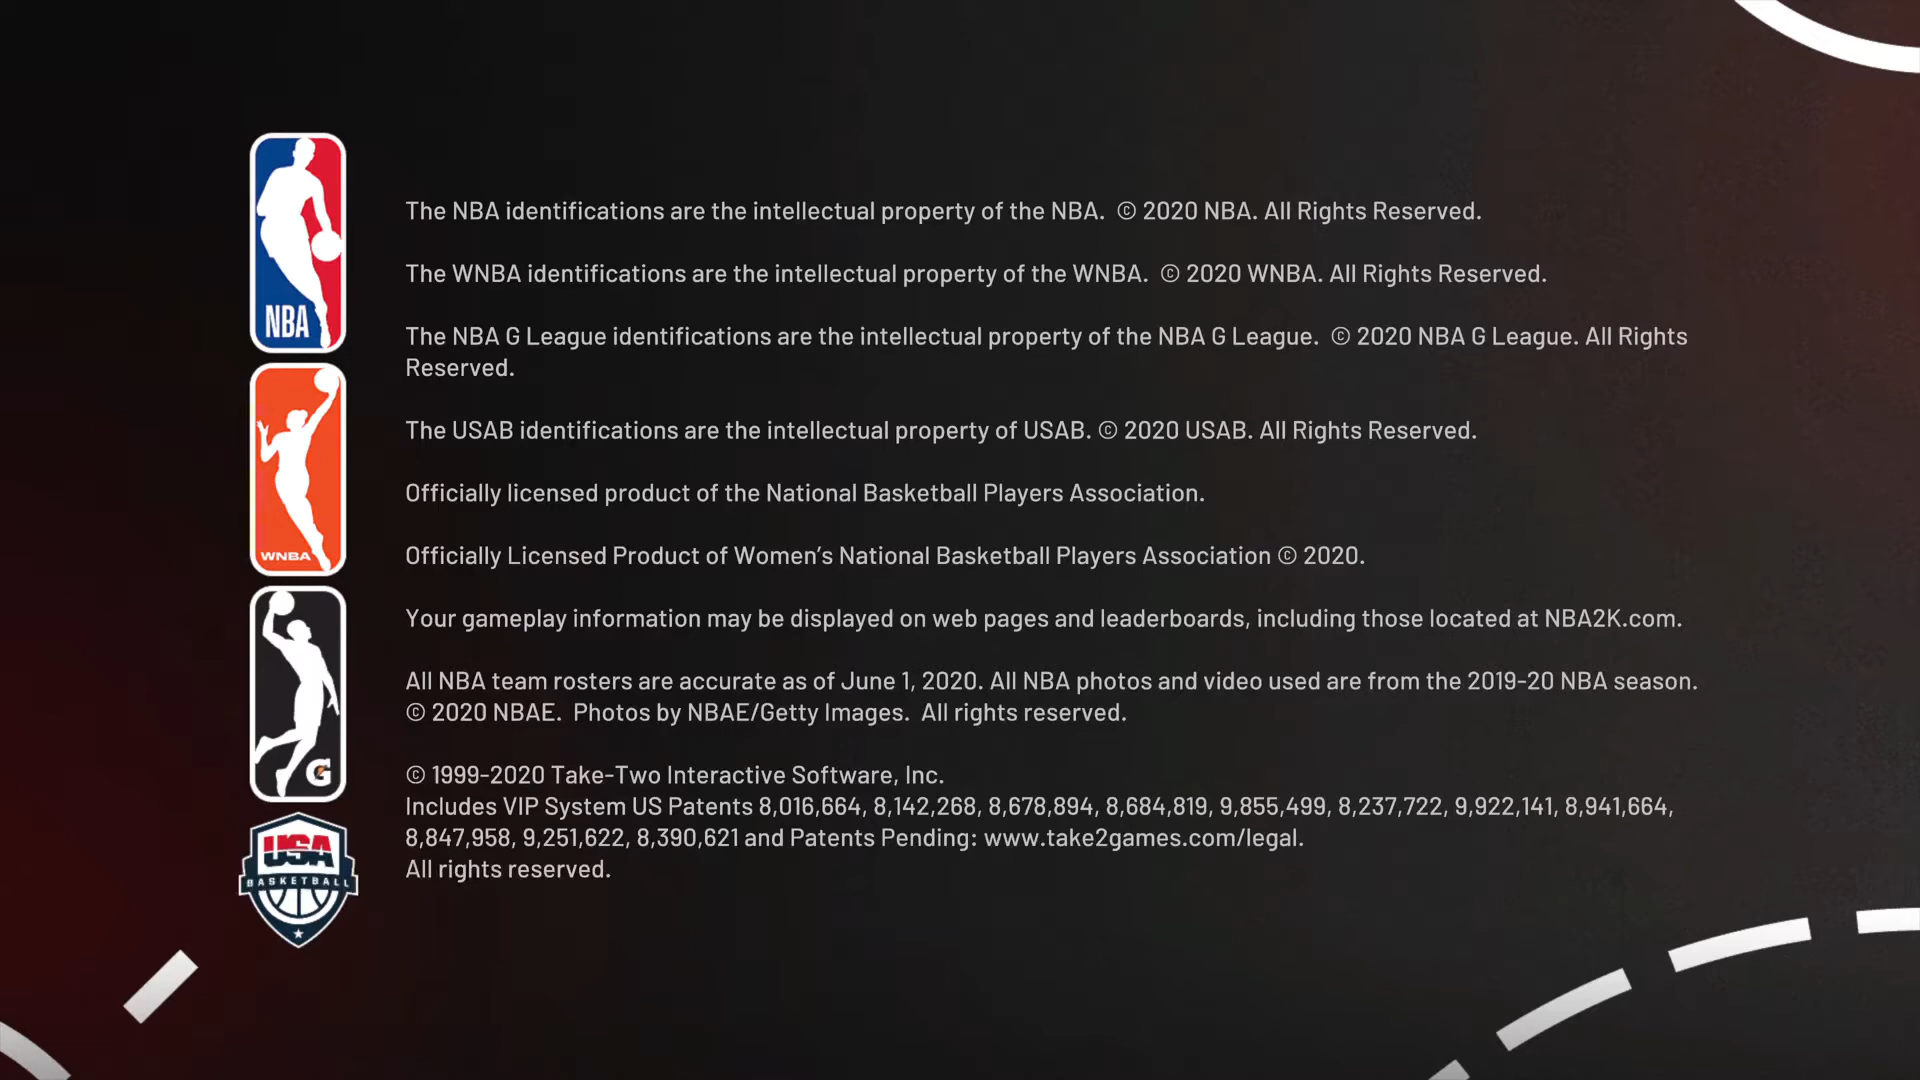 NBA
The NBA identifications are the intellectual property of the NBA.  © 2020 NBA. All Rights Reserved.
The WNBA identifications are the intellectual property of the WNBA.  © 2020 WNBA. All Rights Reserved.
The NBA G League identifications are the intellectual property of the NBA G League.  © 2020 NBA G League. All Rights
Reserved.
WNBA
The USAB identifications are the intellectual property of USAB. © 2020 USAB. All Rights Reserved.
Officially licensed product of the National Basketball Players Association.
Officially Licensed Product of Women’s National Basketball Players Association © 2020.
Your gameplay information may be displayed on web pages and leaderboards, including those located at NBA2K.com.
All NBA team rosters are accurate as of June 1, 2020. All NBA photos and video used are from the 2019-20 NBA season.
© 2020 NBAE.  Photos by NBAE/Getty Images.  All rights reserved.
G
© 1999-2020 Take-Two Interactive Software, Inc.
Includes VIP System US Patents 8,016,664, 8,142,268, 8,678,894, 8,684,819, 9,855,499, 8,237,722, 9,922,141, 8,941,664,
8,847,958, 9,251,622, 8,390,621 and Patents Pending: www.take2games.com/legal.
All rights reserved.
USA
BASKETBALL